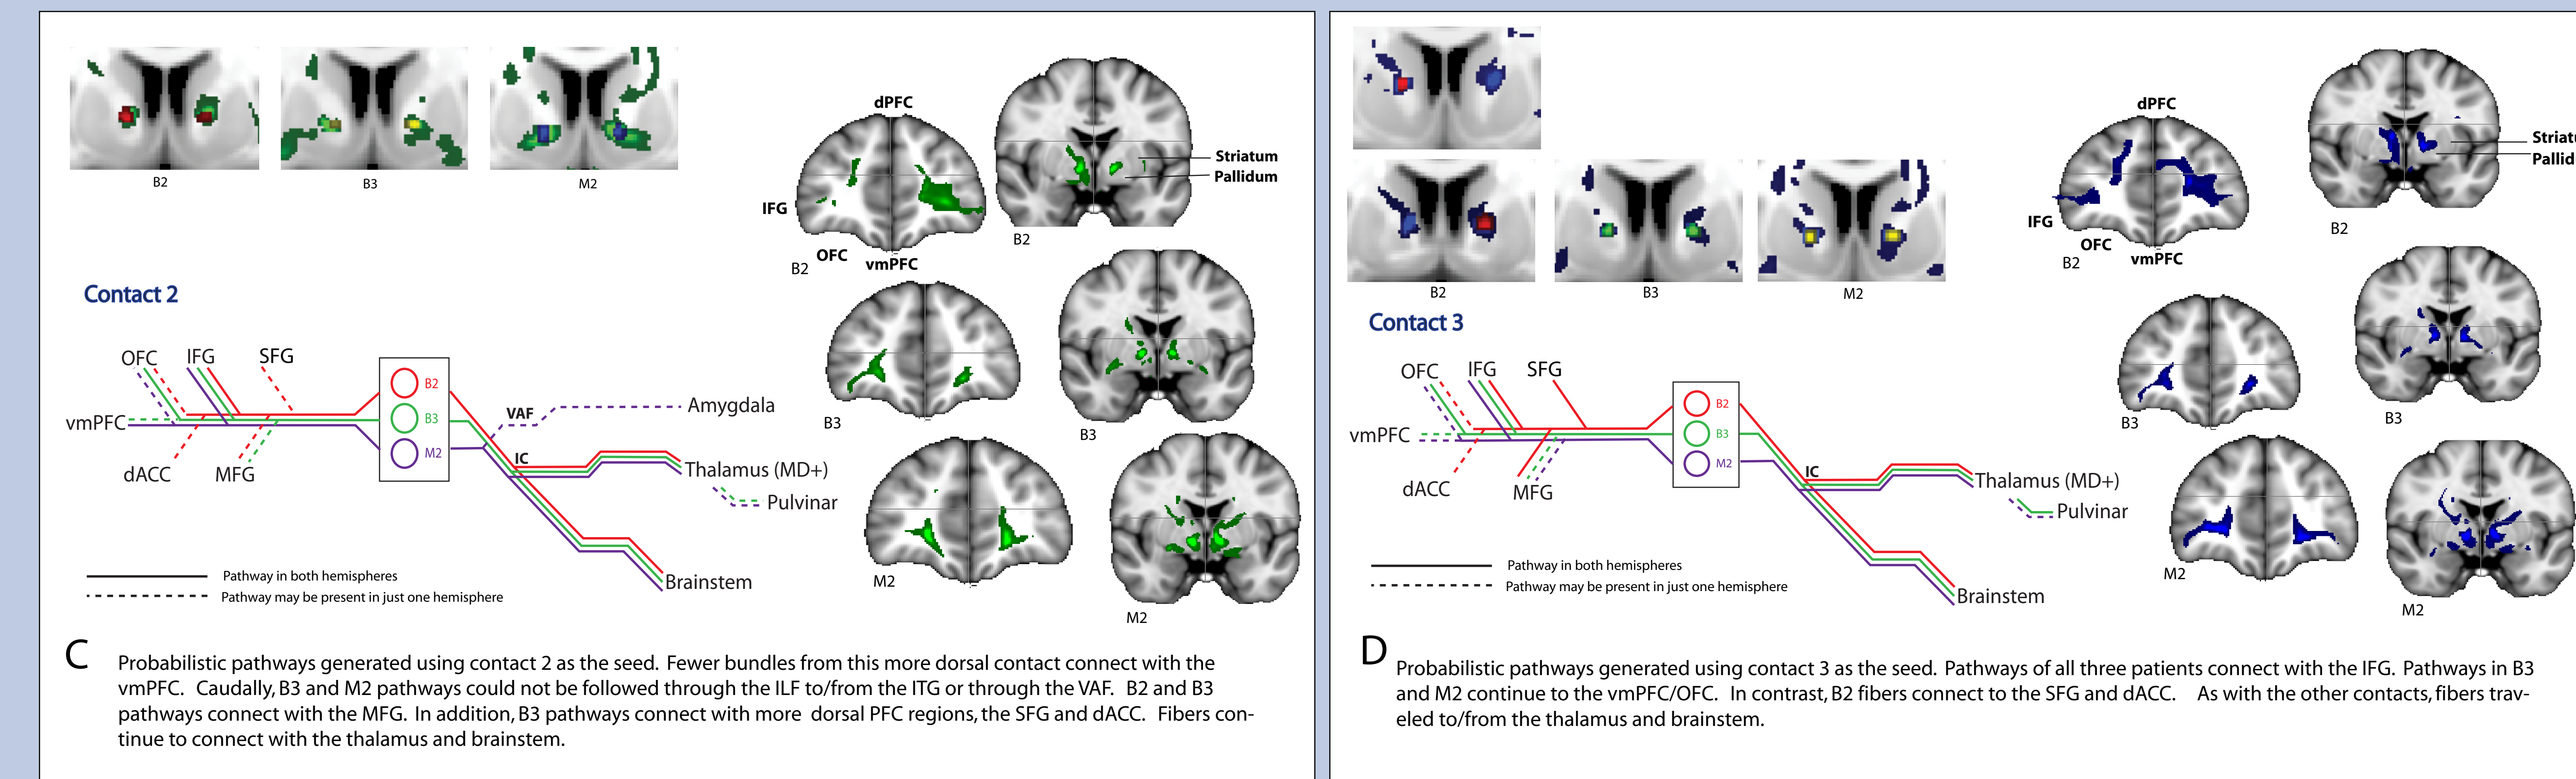 B2
B3
M2
dPFC
Striatum
Pallidum
IFG
OFC
vmPFC
B2
B2
Contact 2
B3
B3
OFC
IFG
SFG
vmPFC
dACC
MFG
B2
B3
M2
VAF
Amygdala
IC
Thalamus (MD+)
Pulvinar
Brainstem
M2
M2
Pathway in both hemispheres
Pathway may be present in just one hemisphere
C
Probabilistic pathways generated using contact 2 as the seed. Fewer bundles from this more dorsal contact connect with the
vmPFC. Caudally, B3 and M2 pathways could not be followed through the ILF to/from the ITG or through the VAF. B2 and B3
pathways connect with the MFG. In addition, B3 pathways connect with more dorsal PFC regions, the SFG and dACC. Fibers con-
tinue to connect with the thalamus and brainstem.
B2
B3
M2
dPFC
Striat
Pallid
IFG
OFC
vmPFC
B2
B2
Contact 3
B3
B3
OFC
IFG
SFG
vmPFC
dACC
MFG
B2
B3
M2
IC
Thalamus (MD+)
Pulvinar
Brainstem
M2
M2
Pathway in both hemispheres
Pathway may be present in just one hemisphere
D
Probabilistic pathways generated using contact 3 as the seed. Pathways of all three patients connect with the IFG. Pathways in B3
and M2 continue to the vmPFC/OFC. In contrast, B2 fibers connect to the SFG and dACC. As with the other contacts, fibers trav-
eled to/from the thalamus and brainstem.